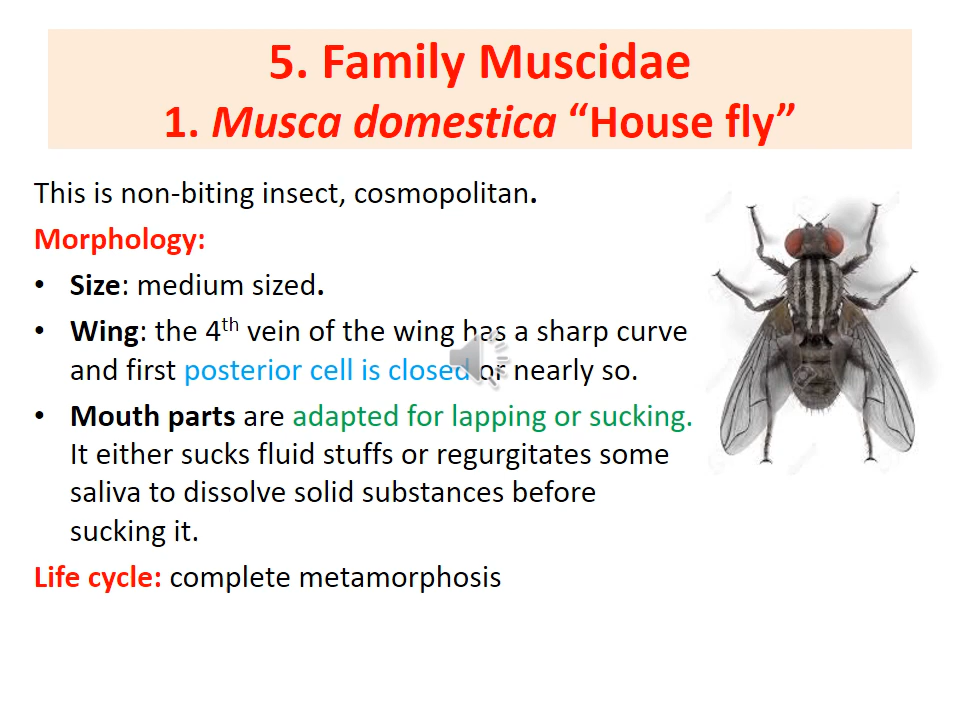 5. Family Muscidae
1. Musca domestica “House fly”
This is non-biting insect, cosmopolitan.
Morphology:
• Size: medium sized.
• Wing: the 4th vein of the wing has a sharp curve
and first posterior cell is closed or nearly so.
• Mouth parts are adapted for lapping or sucking.
It either sucks fluid stuffs or regurgitates some
saliva to dissolve solid substances before
sucking it.
Life cycle: complete metamorphosis